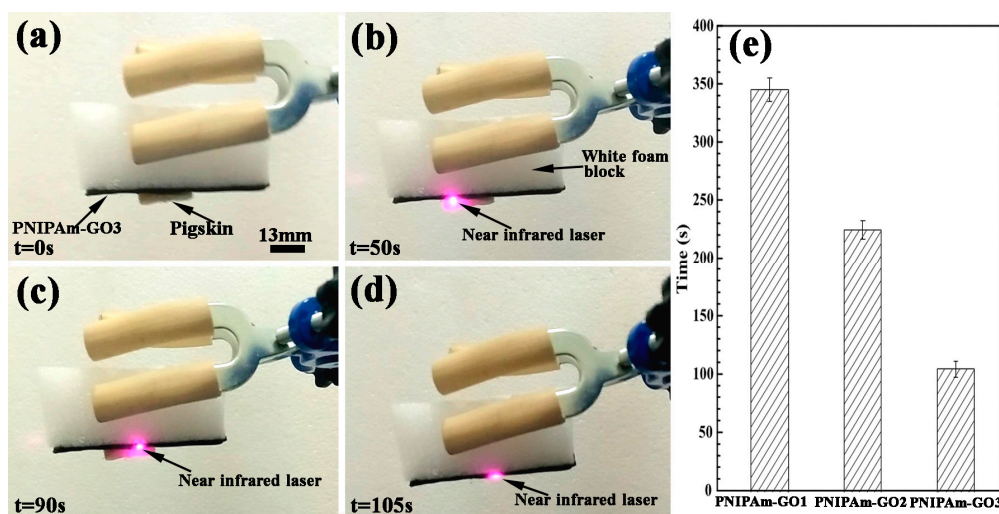 (a)
PNIPAm-GO3
Pigskin
13mm
t=0s
(b)
White foam
block
Near infrared laser
t=50s
(c)
Near infrared laser
t=90s
(d)
Near infrared laser
t=105s
(e)
Time (s)
400
350
300
250
200
150
100
50
0
PNIPAm-GO1 PNIPAm-GO2 PNIPAm-GO3